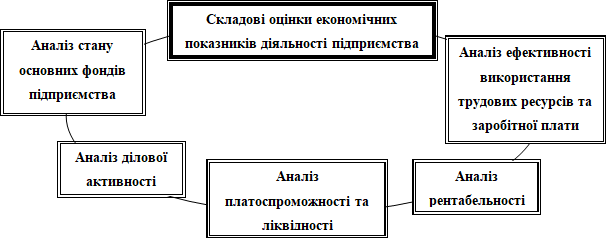 Складові оцінки економічних
показників діяльності підприємства
Аналіз стану
основних фондів
підприємства
Аналіз ефективності
використання
трудових ресурсів та
заробітної плати
Аналіз ділової
активності
Аналіз
платоспроможності та
ліквідності
Аналіз
рентабельності